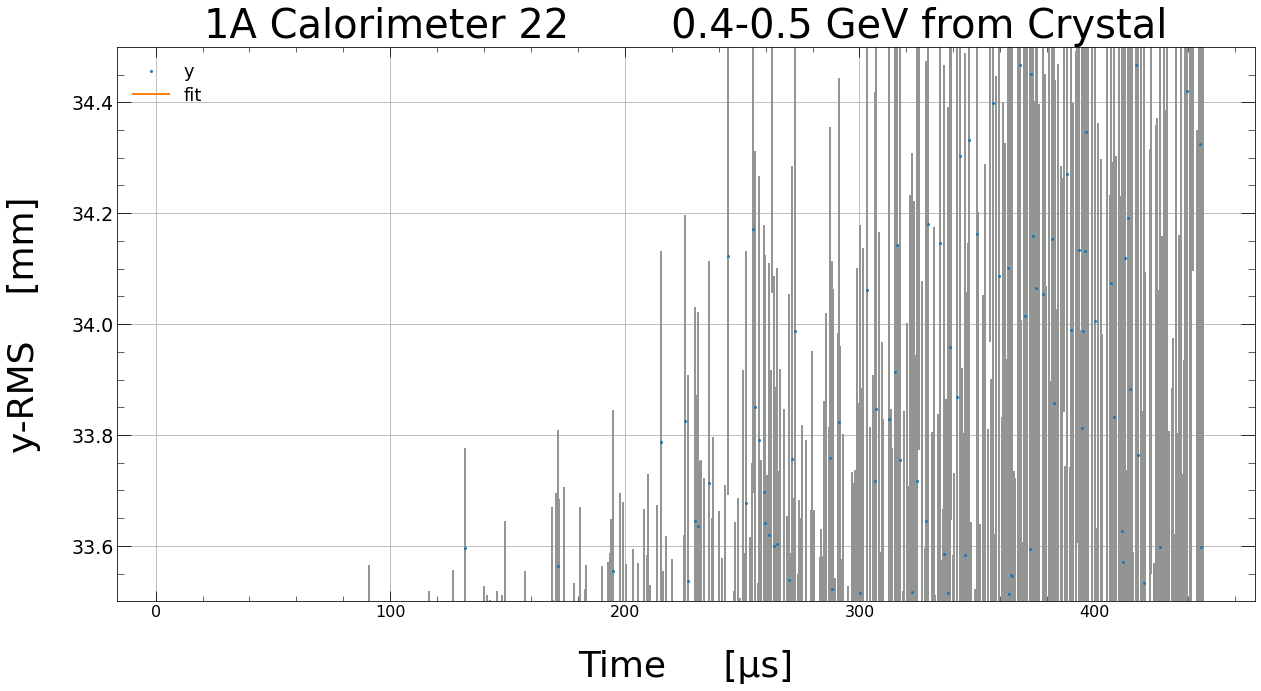 1A Calorimeter 22 0.4-0.5 GeV from Crystal
y
fit
34.4
34.2
34.0
33.8
33.6
y-RMS [mm]
0 100 200 300 400
Time [μs]